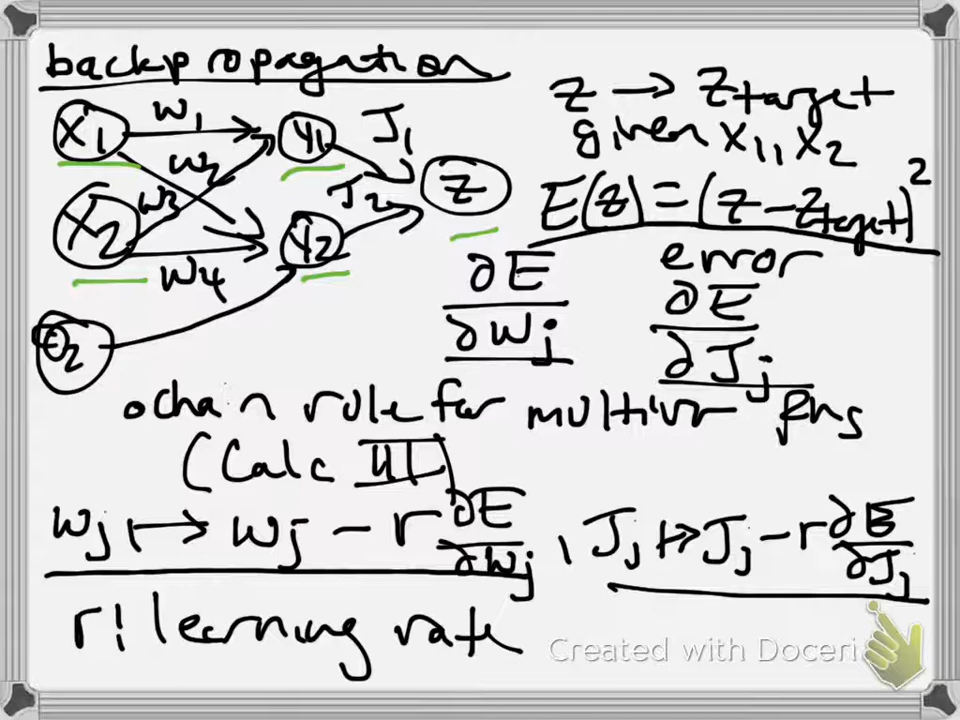 backpropagation
X1 W1 Y1 J1
W2
X2 W3 Y2 J2 Z
W4
Θ2
Z → Ztarget
given X1, X2
E(Z) = (Z - Ztarget)²
error
∂E/∂Wj ∂E/∂Jj
o chain rule for multivar fns
(Calc III)
Wj ↦ Wj - r ∂E/∂Wj , Jj ↦ Jj - r ∂E/∂Jj
r: learning rate
Created with Doceri